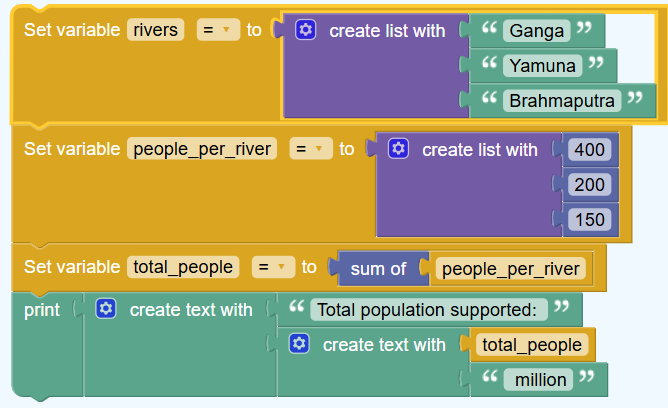 Set variable rivers = to create list with “ Ganga ”
“ Yamuna ”
“ Brahmaputra ”
Set variable people_per_river = to create list with 400
200
150
Set variable total_people = to sum of people_per_river
print create text with “ Total population supported: ”
create text with total_people
“ million ”